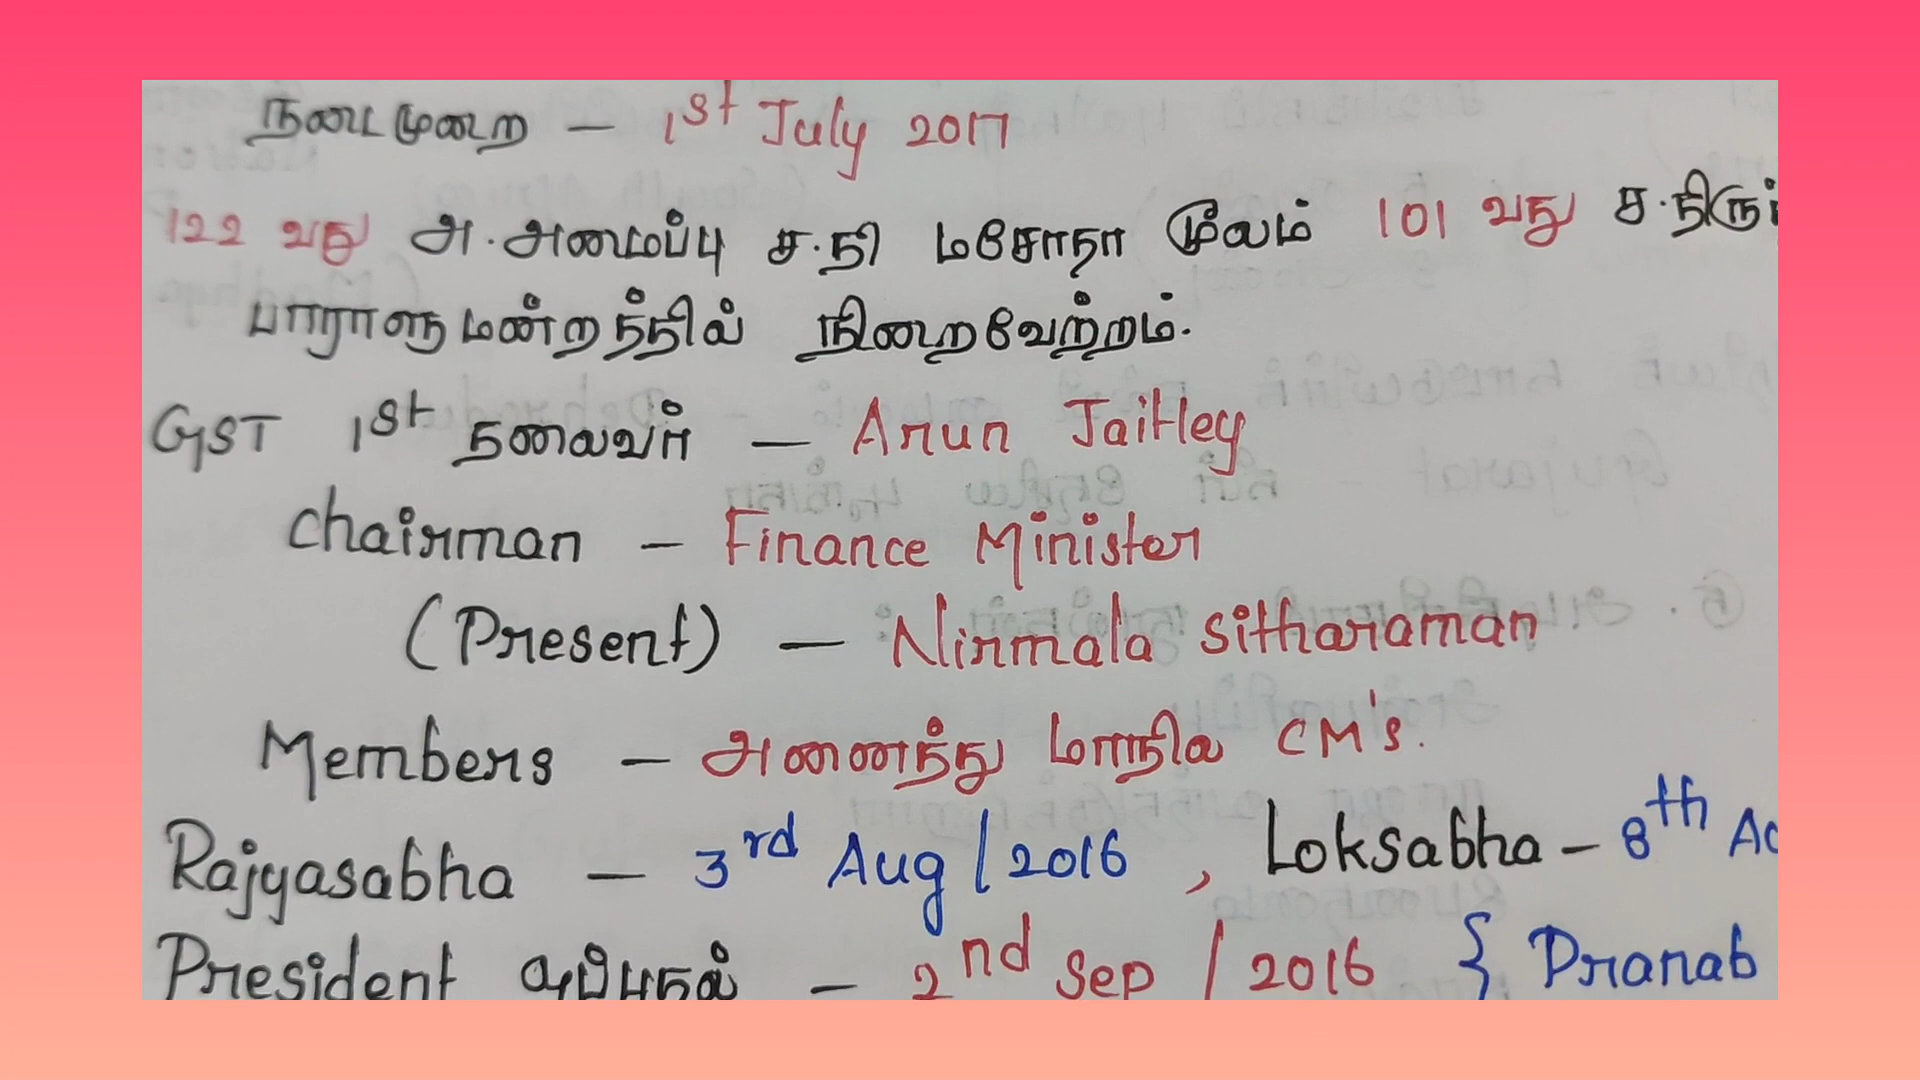 நடைமுறை – 1st July 2017
122 வது அ.அமைப்பு ச.தி மசோதா மூலம் 101 வது ச.திருத்
பாராளுமன்றத்தில் நிறைவேற்றம்.
GST 1st தலைவர் – Arun Jaitley
Chairman – Finance Minister
(Present) – Nirmala Sitharaman
Members – அனைத்து மாநில CM's.
Rajyasabha – 3rd Aug/2016, Loksabha – 8th
President ஒப்புதல் – 2nd Sep/2016 { Pranab